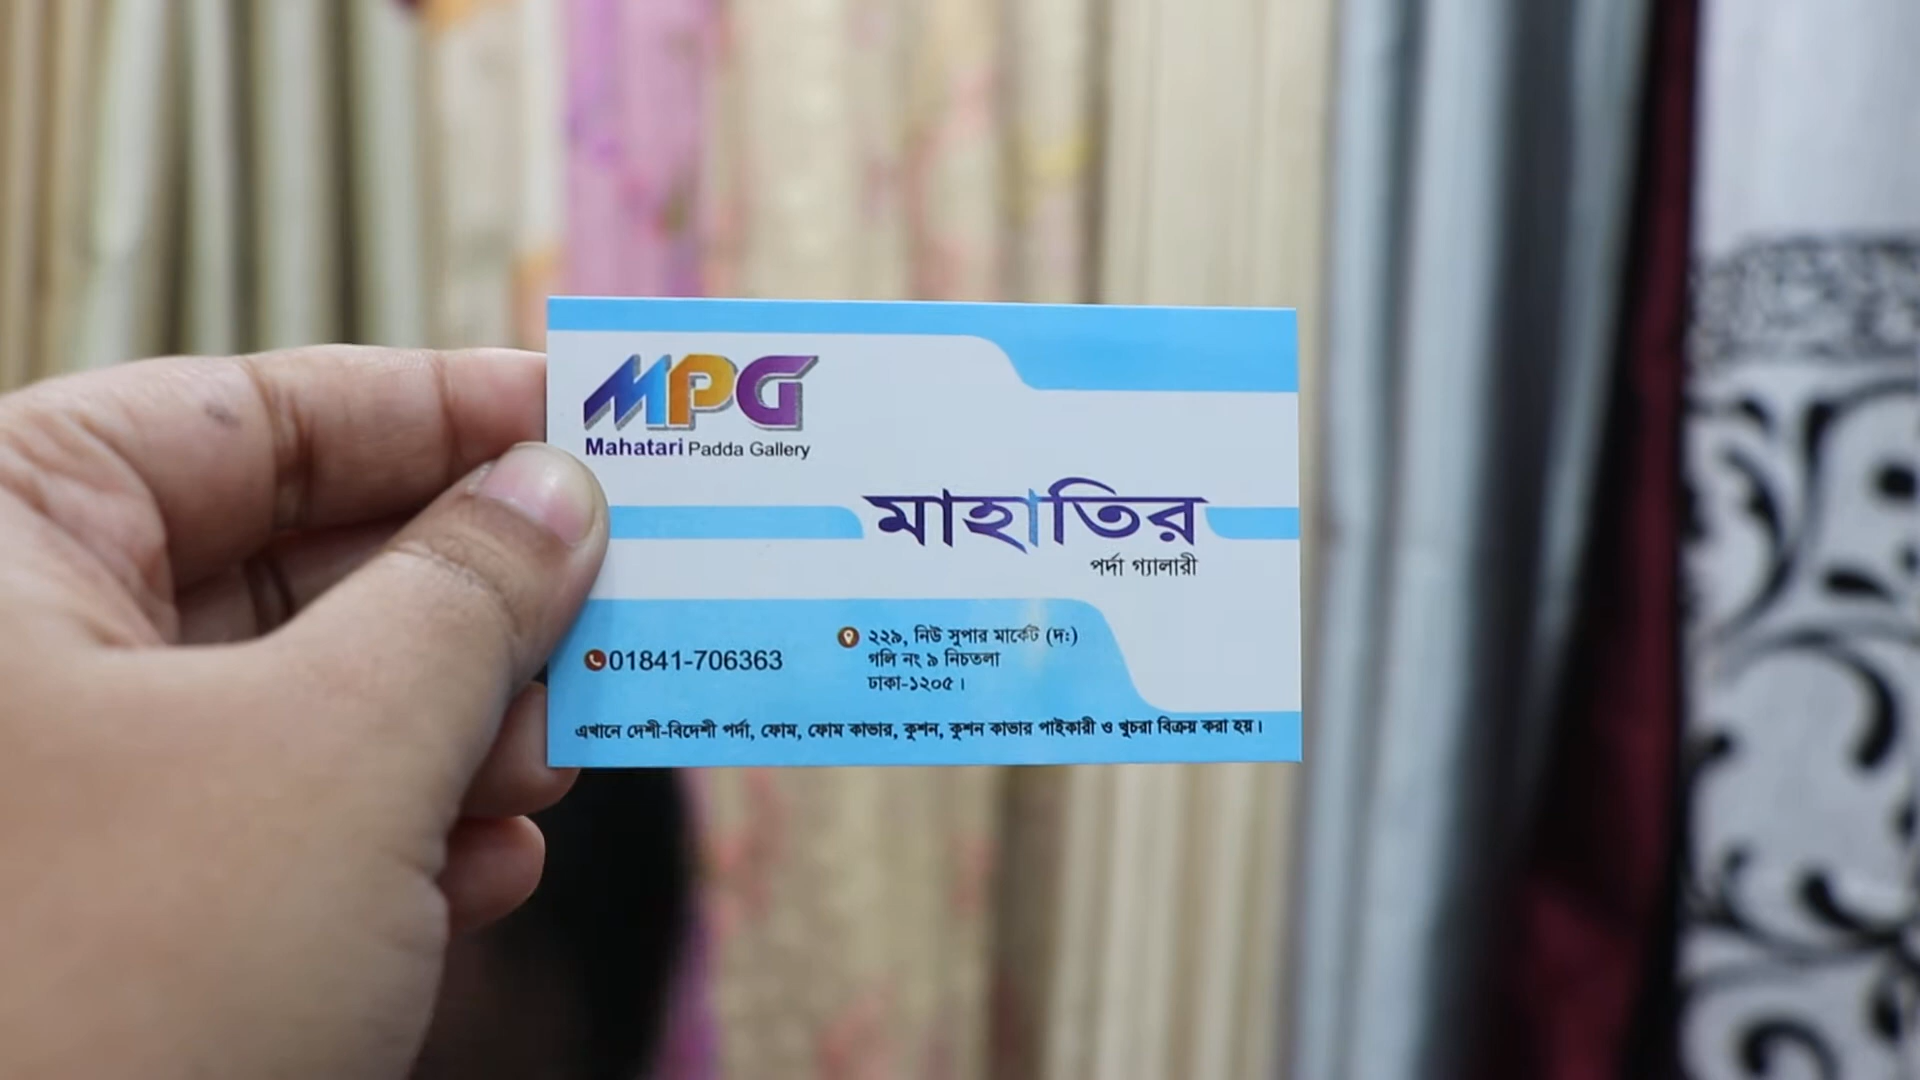 MPG
Mahatari Padda Gallery
মাহাতির
পর্দা গ্যালারী
01841-706363
২২৯, নিউ সুপার মার্কেট (দ:)
গলি নং ৯ নিচতলা
ঢাকা-১২০৫।
এখানে দেশী-বিদেশী পর্দা, ফোম, ফোম কাভার, কুশন, কুশন কাভার পাইকারী ও খুচরা বিক্রয় করা হয়।